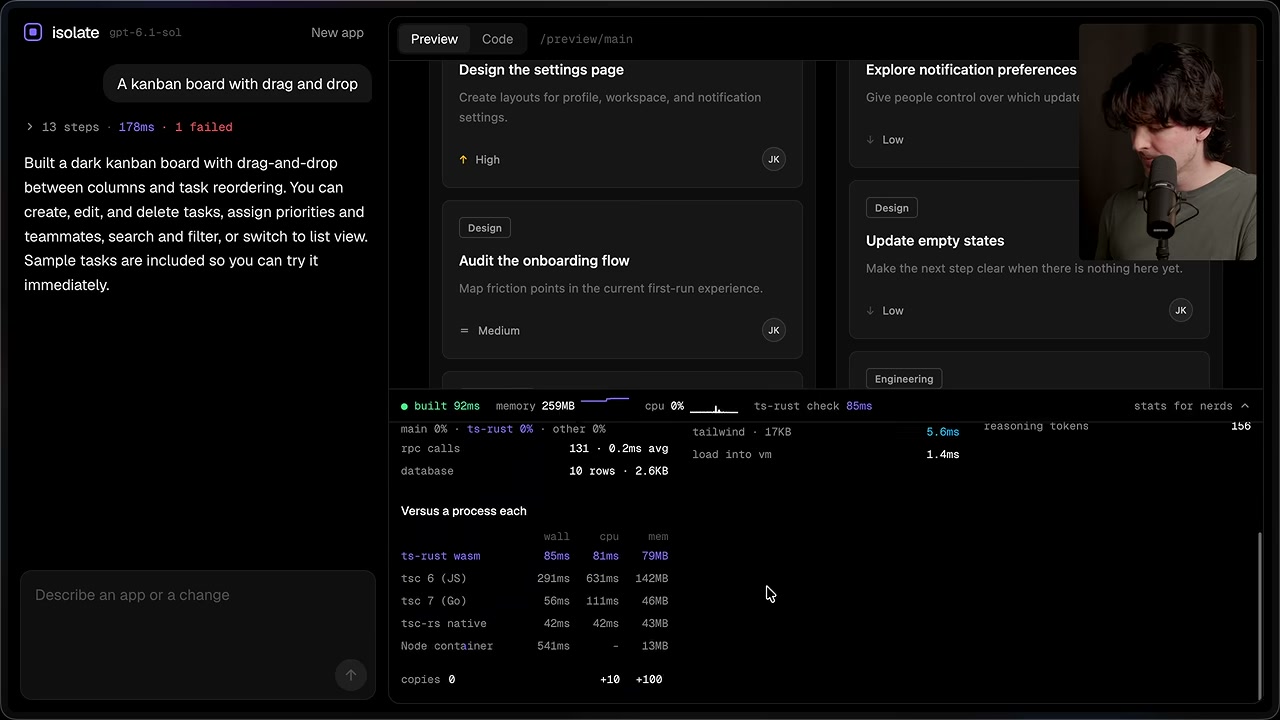 isolate gpt-6.1-sol New app
A kanban board with drag and drop
13 steps · 178ms · 1 failed
Built a dark kanban board with drag-and-drop
between columns and task reordering. You can
create, edit, and delete tasks, assign priorities and
teammates, search and filter, or switch to list view.
Sample tasks are included so you can try it
immediately.
Describe an app or a change
Preview Code /preview/main
Design the settings page
Create layouts for profile, workspace, and notification
settings.
↑ High JK
Design
Audit the onboarding flow
Map friction points in the current first-run experience.
= Medium JK
Explore notification preferences
Give people control over which update
↓ Low
Design
Update empty states
Make the next step clear when there is nothing here yet.
↓ Low JK
Engineering
built 92ms memory 259MB cpu 0% ts-rust check 85ms stats for nerds
main 0% · ts-rust 0% · other 0%
rpc calls 131 · 0.2ms avg
database 10 rows · 2.6KB
tailwind · 17KB 5.6ms
load into vm 1.4ms
reasoning tokens 156
Versus a process each
wall cpu mem
ts-rust wasm 85ms 81ms 79MB
tsc 6 (JS) 291ms 631ms 142MB
tsc 7 (Go) 56ms 111ms 46MB
tsc-rs native 42ms 42ms 43MB
Node container 541ms - 13MB
copies 0 +10 +100